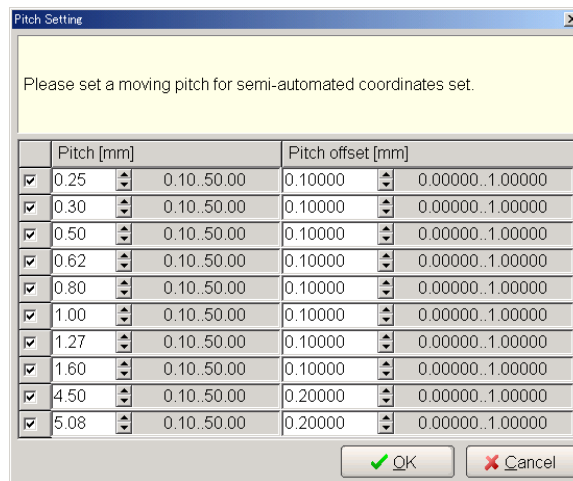 Pitch Setting
Please set a moving pitch for semi-automated coordinates set.
Pitch [mm] Pitch offset [mm]
0.25 0.10..50.00 0.10000 0.00000..1.00000
0.30 0.10..50.00 0.10000 0.00000..1.00000
0.50 0.10..50.00 0.10000 0.00000..1.00000
0.62 0.10..50.00 0.10000 0.00000..1.00000
0.80 0.10..50.00 0.10000 0.00000..1.00000
1.00 0.10..50.00 0.10000 0.00000..1.00000
1.27 0.10..50.00 0.10000 0.00000..1.00000
1.60 0.10..50.00 0.10000 0.00000..1.00000
4.50 0.10..50.00 0.20000 0.00000..1.00000
5.08 0.10..50.00 0.20000 0.00000..1.00000
OK Cancel